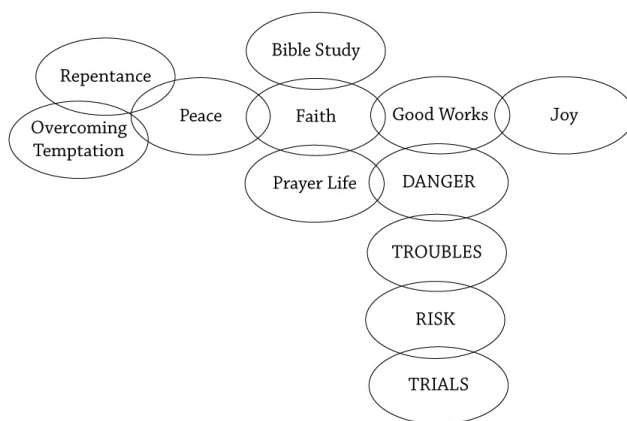 Bible Study
Repentance
Peace
Faith
Good Works
Joy
Overcoming
Temptation
Prayer Life
DANGER
TROUBLES
RISK
TRIALS